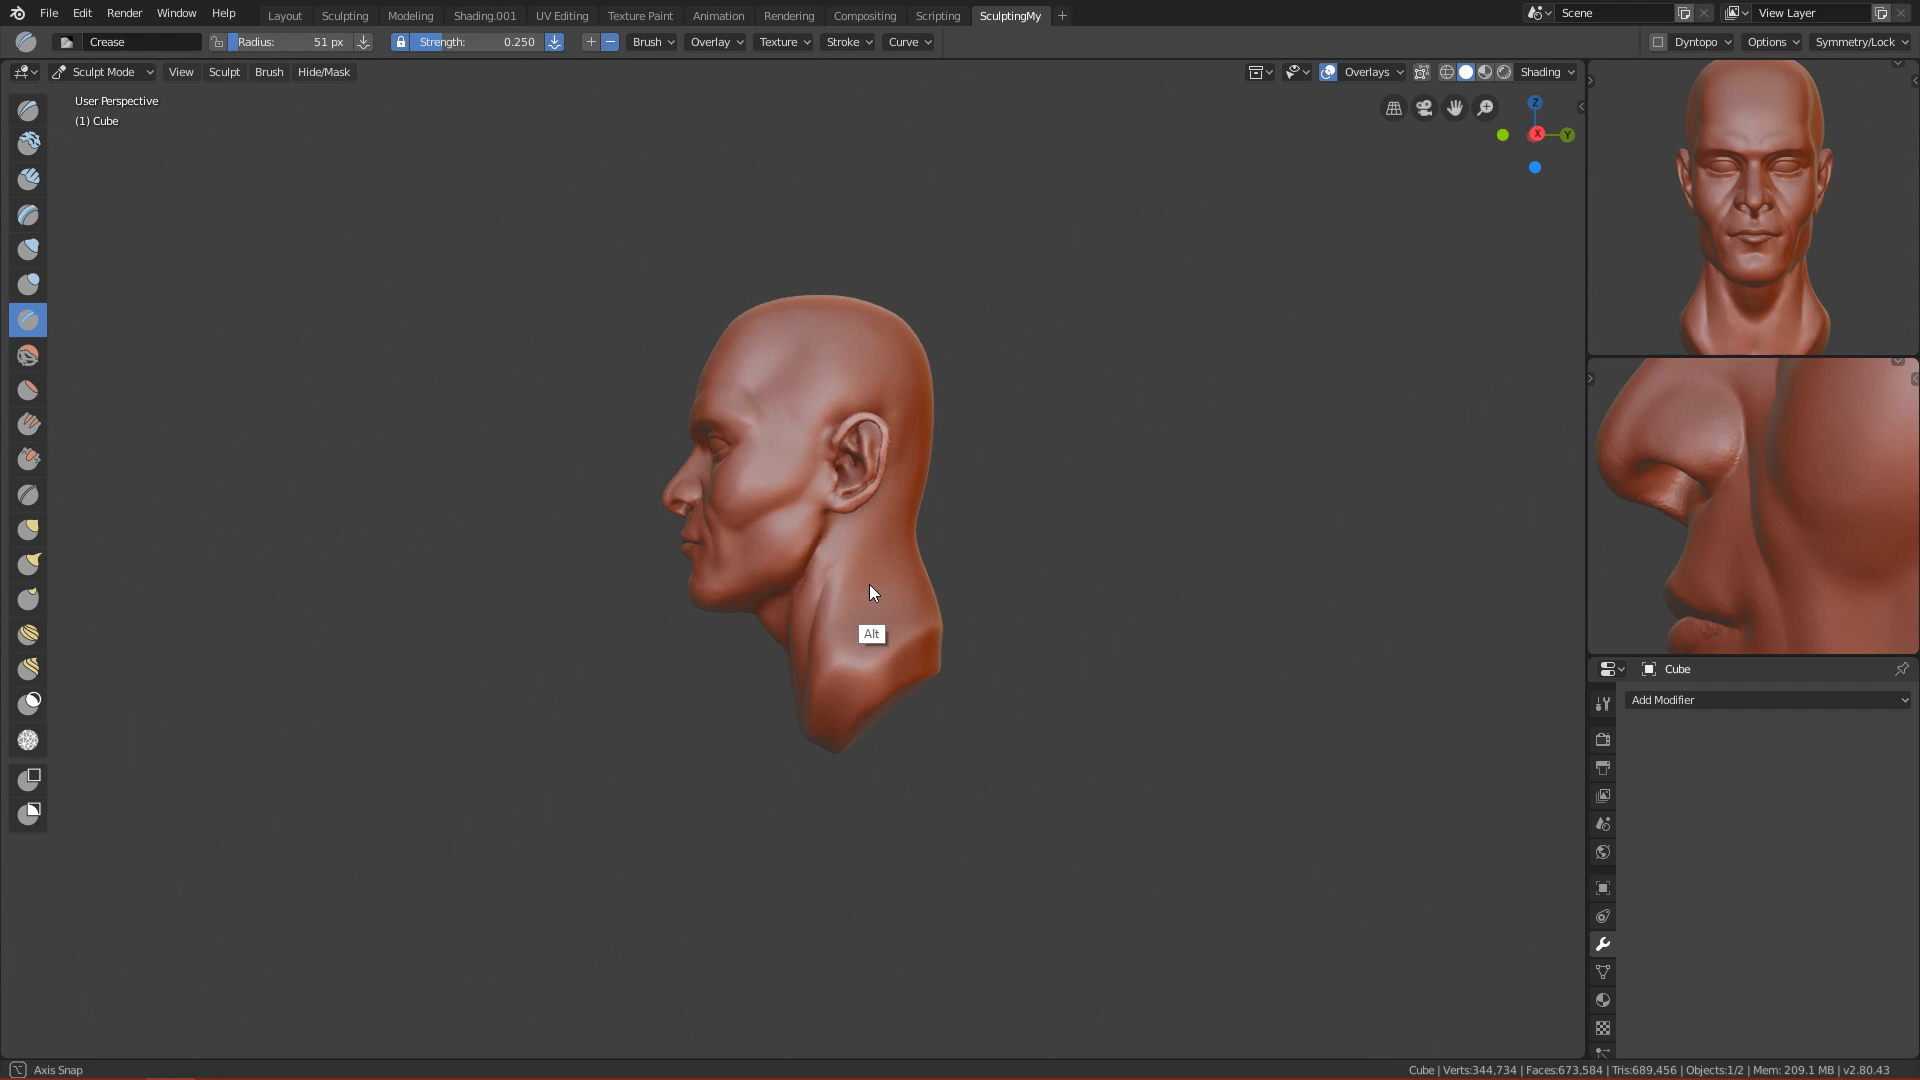 File Edit Render Window Help Layout Sculpting Modeling Shading.001 UV Editing Texture Paint Animation Rendering Compositing Scripting SculptingMy + Scene View Layer
Crease Radius: 51 px Strength: 0.250 Brush Overlay Texture Stroke Curve Dyntopo Options Symmetry/Lock
Sculpt Mode View Sculpt Brush Hide/Mask Overlays Shading
User Perspective
(1) Cube
Z
X
Y
Alt
Cube
Add Modifier
Axis Snap Cube | Verts:344,734 | Faces:673,584 | Tris:689,456 | Objects:1/2 | Mem: 209.1 MB | v2.80.43